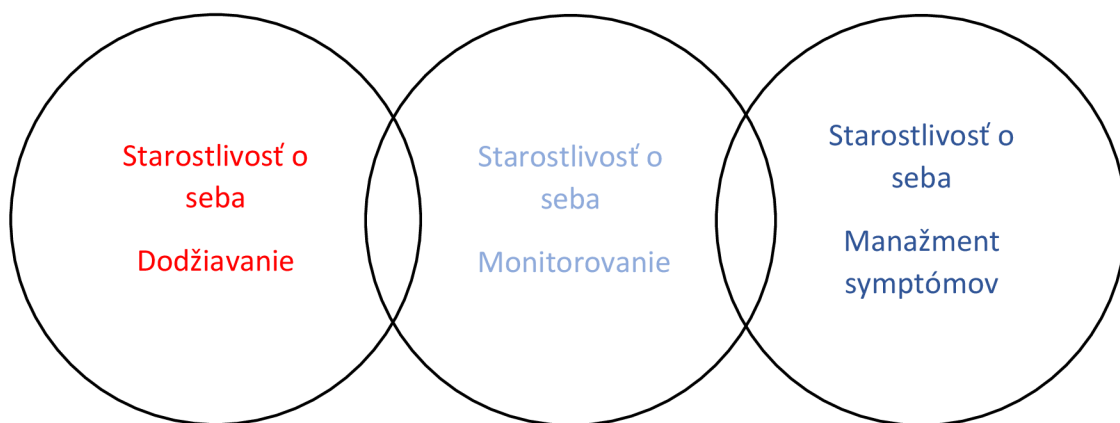 Starostlivosť o
seba
Dodžiavanie
Starostlivosť o
seba
Monitorovanie
Starostlivosť o
seba
Manažment
symptómov